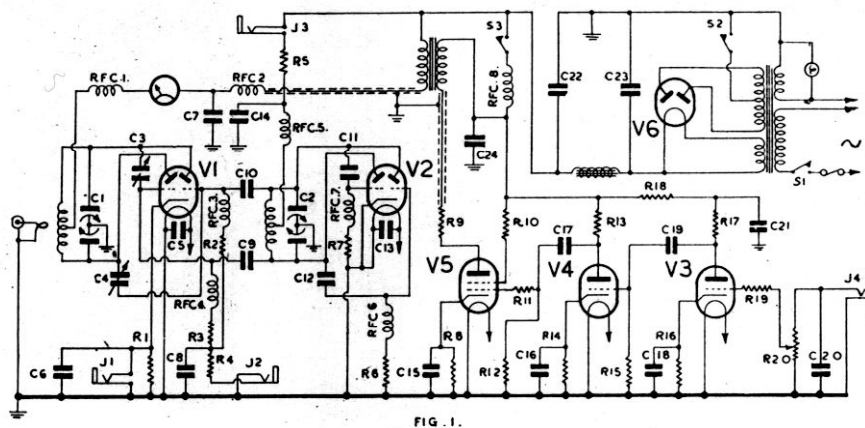 J3
R5
RFC.1.
RFC2
C7
C14
RFC.5.
S3
RFC.8.
C24
C22
C23
V6
S2
S1
C3
V1
C10
C11
V2
C1
C5
RFC.3.
R2
C2
RFC.7.
R7
C13
C4
C9
C12
RFC4.
RFC6
R9
R10
R18
C17
R13
C19
R17
C21
V5
V4
V3
R11
R19
J4
R1
R3
R4
J1
J2
C6
C8
R6
R8
C15
R12
R14
C16
R15
R16
C18
R20
C20
FIG.1.